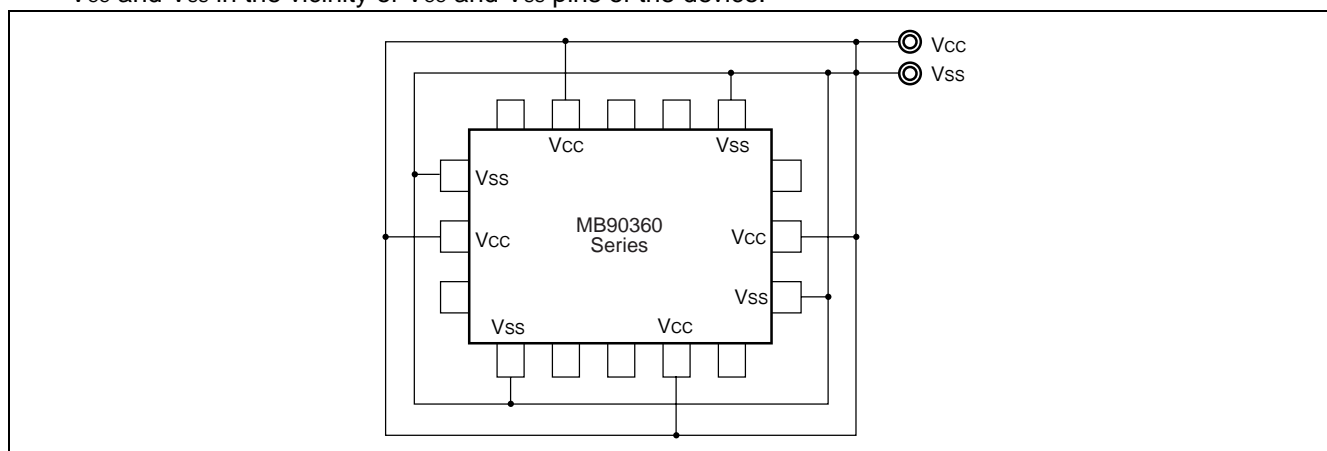 Vcc and Vss in the vicinity of Vcc and Vss pins of the device.
Vcc
Vss
Vcc
Vss
Vss
MB90360
Series
Vcc
Vcc
Vss
Vss
Vcc